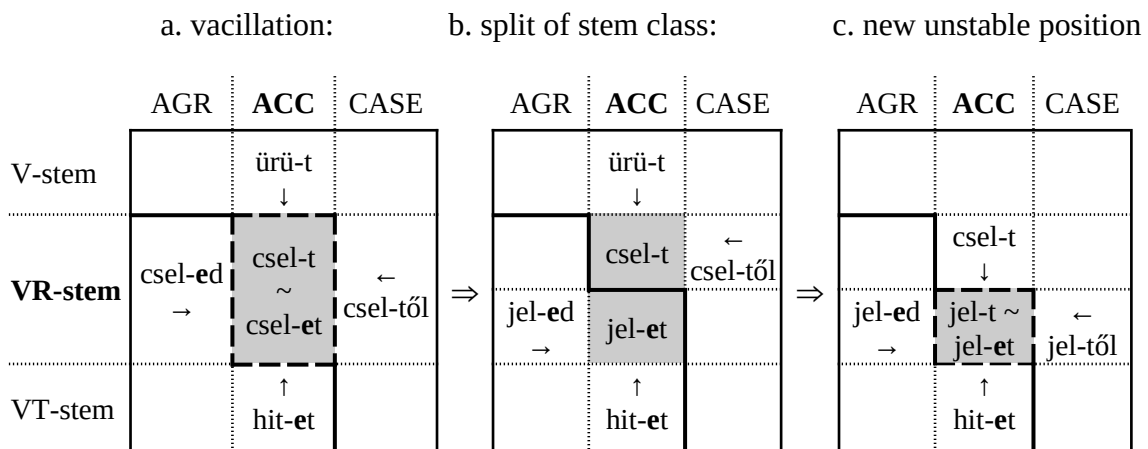 a. vacillation: b. split of stem class: c. new unstable position
AGR ACC CASE AGR ACC CASE AGR ACC CASE
V-stem ürü-t ürü-t
↓ ↓
csel-t
csel-ed csel-t ← csel-t ← ↓
VR-stem → ~ csel-től ⇒ csel-től ⇒
csel-et jel-ed jel-et jel-ed jel-t ~ ←
→ → jel-et jel-től
↑ ↑ ↑
VT-stem hit-et hit-et hit-et